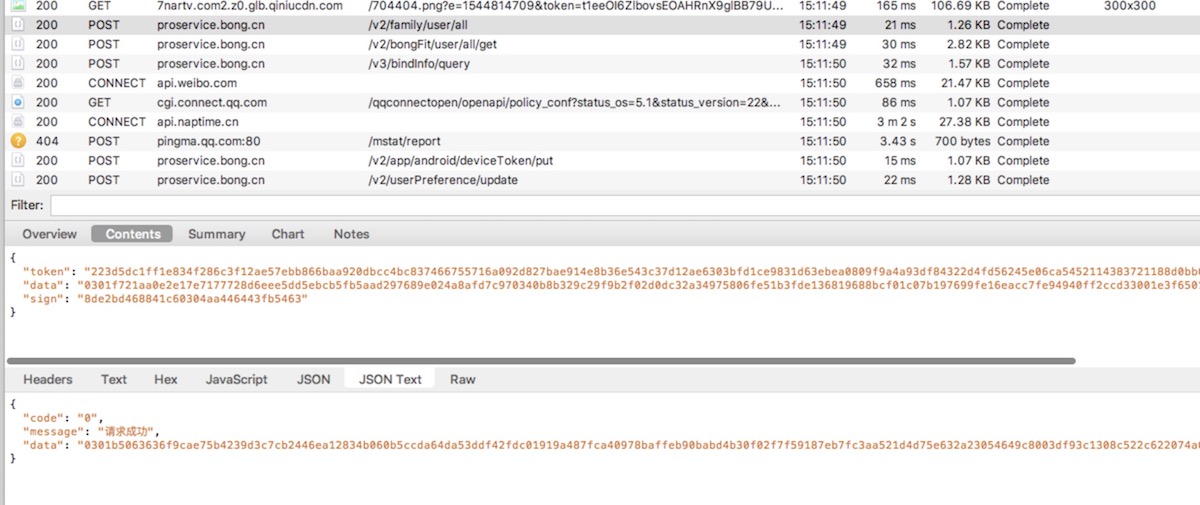 200 GET 7nartv.com2.z0.glb.qiniucdn.com /704404.png?e=1544814709&token=t1eeOI6ZlbovsEOAHRnX9glBB79U... 15:11:49 165 ms 106.69 KB Complete 300x300
200 POST proservice.bong.cn /v2/family/user/all 15:11:49 21 ms 1.26 KB Complete
200 POST proservice.bong.cn /v2/bongFit/user/all/get 15:11:49 30 ms 2.82 KB Complete
200 POST proservice.bong.cn /v3/bindInfo/query 15:11:50 32 ms 1.57 KB Complete
200 CONNECT api.weibo.com 15:11:50 658 ms 21.47 KB Complete
200 GET cgi.connect.qq.com /qqconnectopen/openapi/policy_conf?status_os=5.1&status_version=22&... 15:11:50 86 ms 1.07 KB Complete
200 CONNECT api.naptime.cn 15:11:50 3 m 2 s 27.38 KB Complete
? 404 POST pingma.qq.com:80 /mstat/report 15:11:50 3.43 s 700 bytes Complete
200 POST proservice.bong.cn /v2/app/android/deviceToken/put 15:11:50 15 ms 1.07 KB Complete
200 POST proservice.bong.cn /v2/userPreference/update 15:11:50 22 ms 1.28 KB Complete
Filter:
Overview Contents Summary Chart Notes
{
"token": "223d5dc1ff1e834f286c3f12ae57ebb866baa920dbcc4bc837466755716a092d827bae914e8b36e543c37d12ae6303bfd1ce9831d63ebea0809f9a4a93df84322d4fd56245e06ca5452114383721188d0bb
"data": "0301f721aa0e2e17e7177728d6eee5dd5ebcb5fb5aad297689e024a8afd7c970340b8b329c29f9b2f02d0dc32a34975806fe51b3fde136819688bcf01c07b197699fe16eacc7fe94940ff2ccd33001e3f650
"sign": "8de2bd468841c60304aa446443fb5463"
}
Headers Text Hex JavaScript JSON JSON Text Raw
{
"code": "0",
"message": "请求成功",
"data": "0301b5063636f9cae75b4239d3c7cb2446ea12834b060b5ccda64da53ddf42fdc01919a487fca40978baffeb90babd4b30f02f7f59187eb7fc3aa521d4d75e632a23054649c8003df93c1308c522c622074a
}